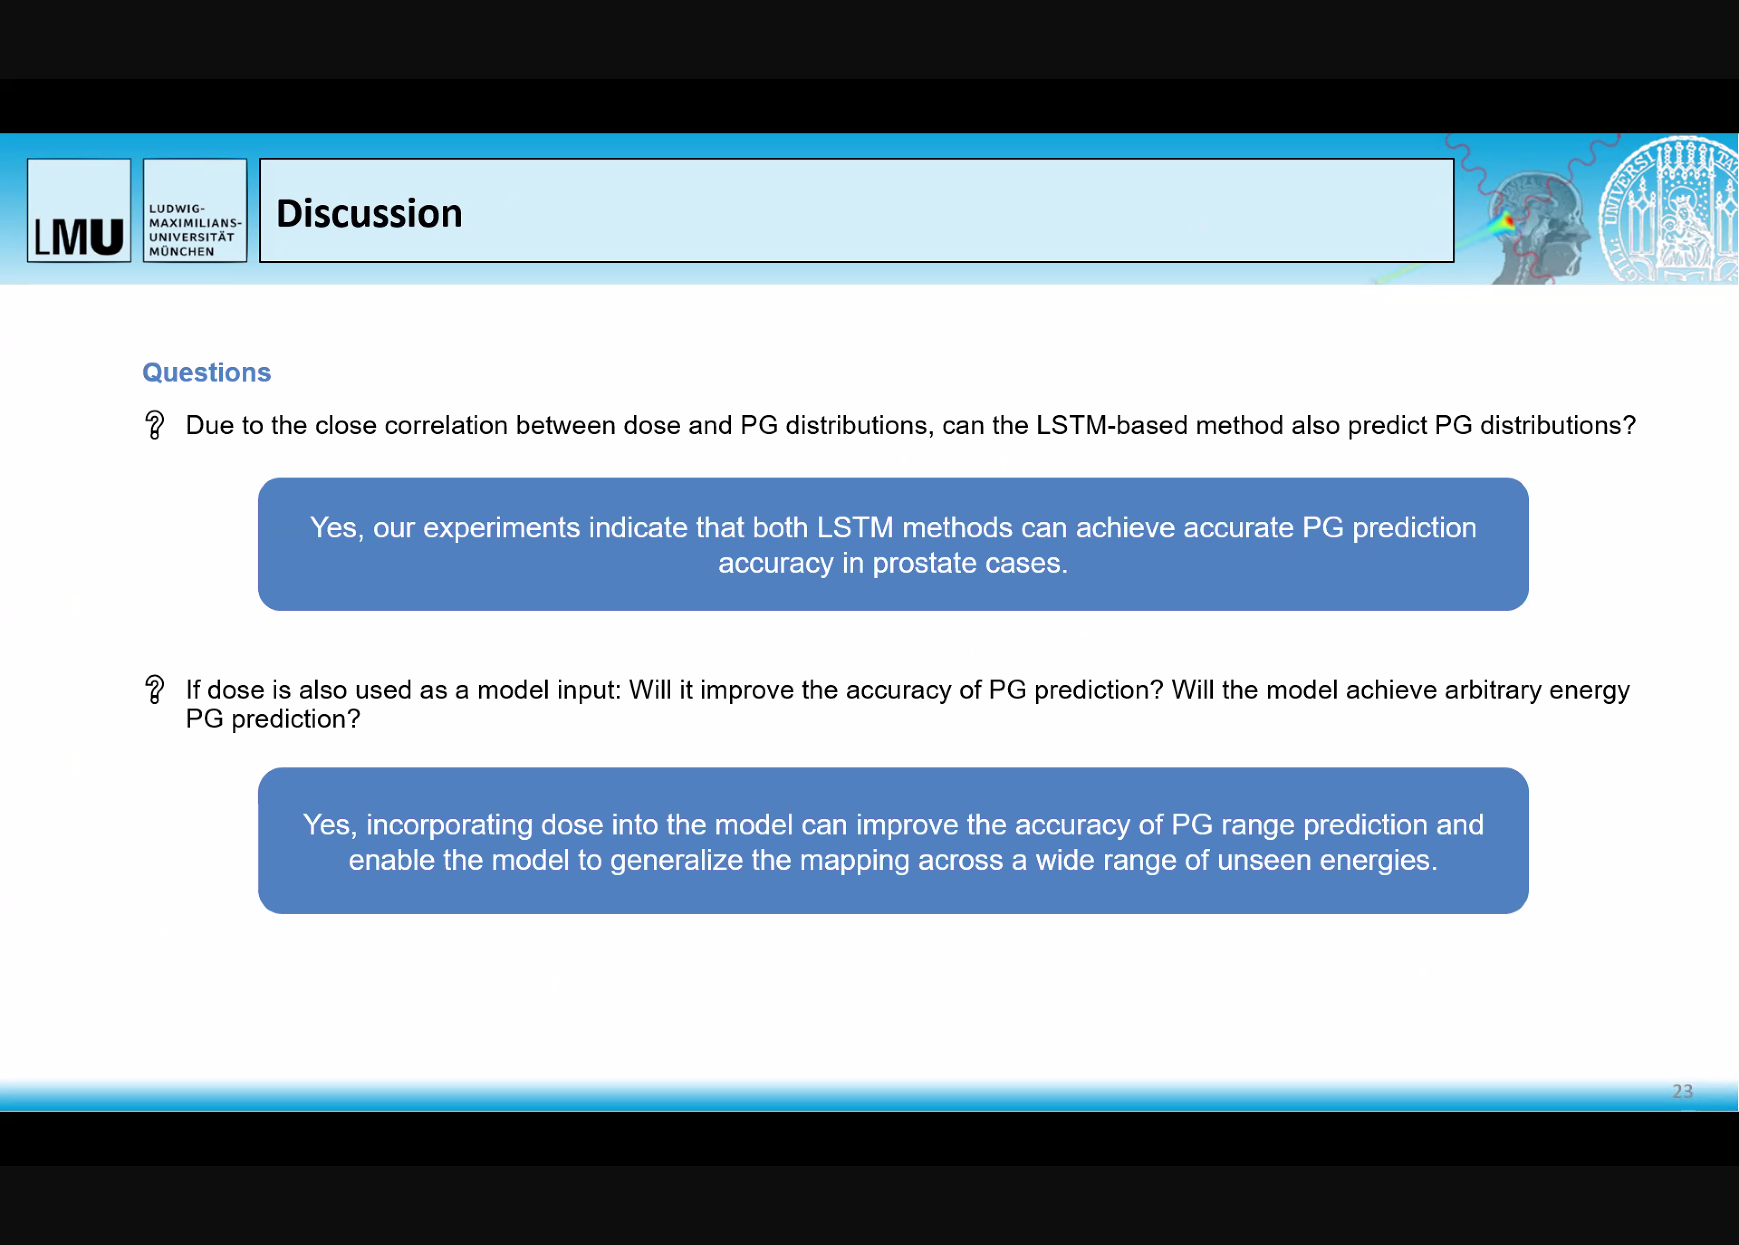 LMU
LUDWIG-
MAXIMILIANS-
UNIVERSITÄT
MÜNCHEN
Discussion
Questions
Due to the close correlation between dose and PG distributions, can the LSTM-based method also predict PG distributions?
Yes, our experiments indicate that both LSTM methods can achieve accurate PG prediction
accuracy in prostate cases.
If dose is also used as a model input: Will it improve the accuracy of PG prediction? Will the model achieve arbitrary energy
PG prediction?
Yes, incorporating dose into the model can improve the accuracy of PG range prediction and
enable the model to generalize the mapping across a wide range of unseen energies.
23